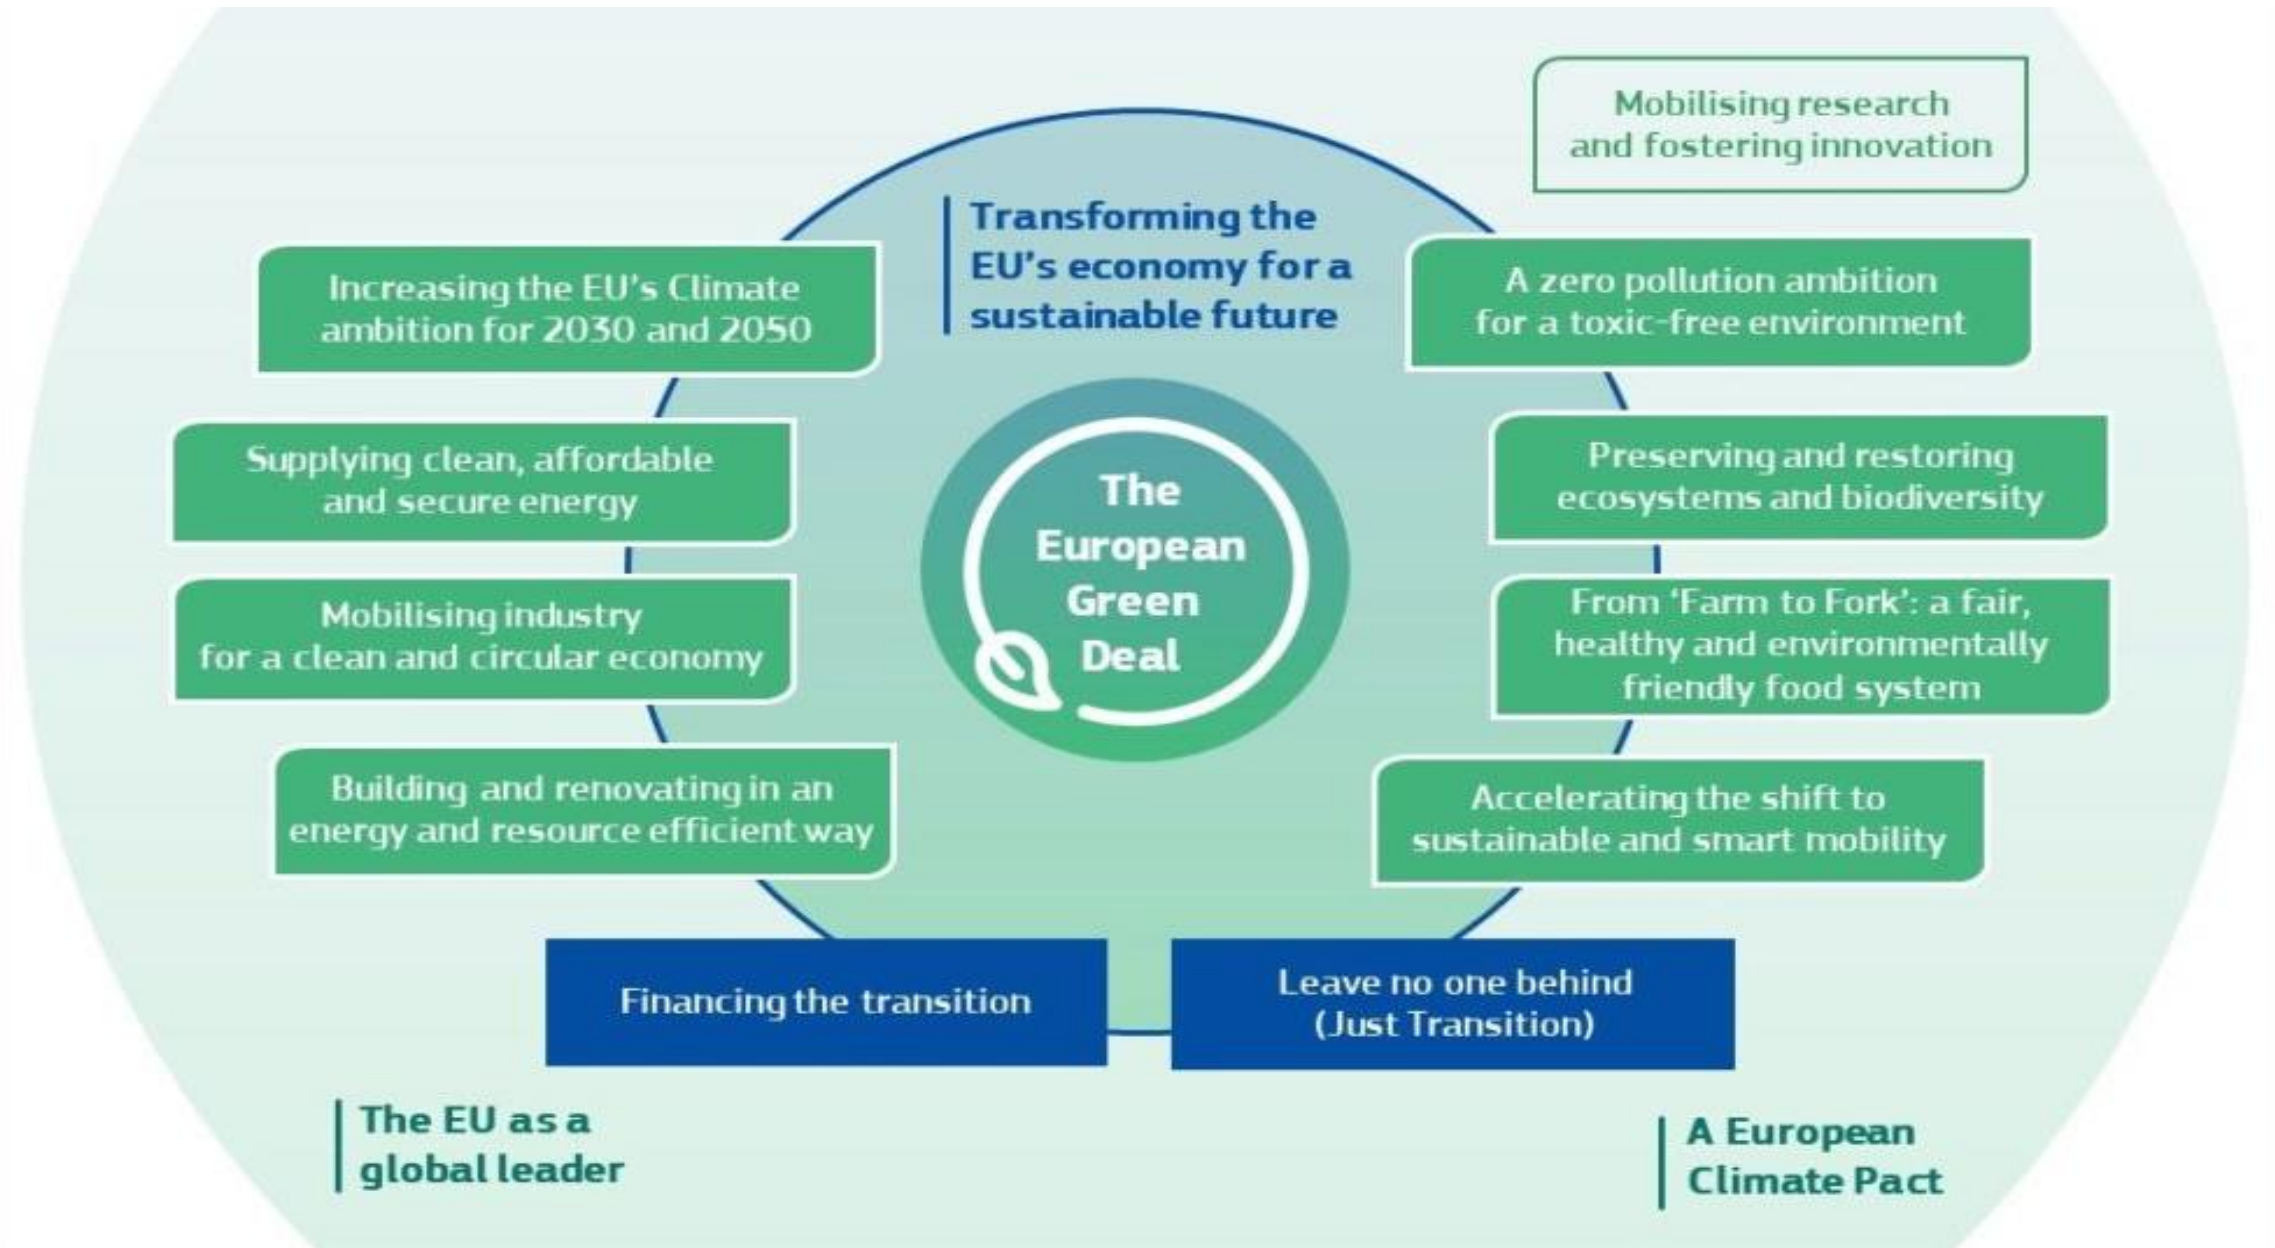 Mobilising research
and fostering innovation
Transforming the
EU's economy for a
sustainable future
Increasing the EU's Climate
ambition for 2030 and 2050
Supplying clean, affordable
and secure energy
Mobilising industry
for a clean and circular economy
Building and renovating in an
energy and resource efficient way
The
European
Green
Deal
A zero pollution ambition
for a toxic-free environment
Preserving and restoring
ecosystems and biodiversity
From ‘Farm to Fork’: a fair,
healthy and environmentally
friendly food system
Accelerating the shift to
sustainable and smart mobility
Financing the transition
Leave no one behind
(Just Transition)
The EU as a
global leader
A European
Climate Pact